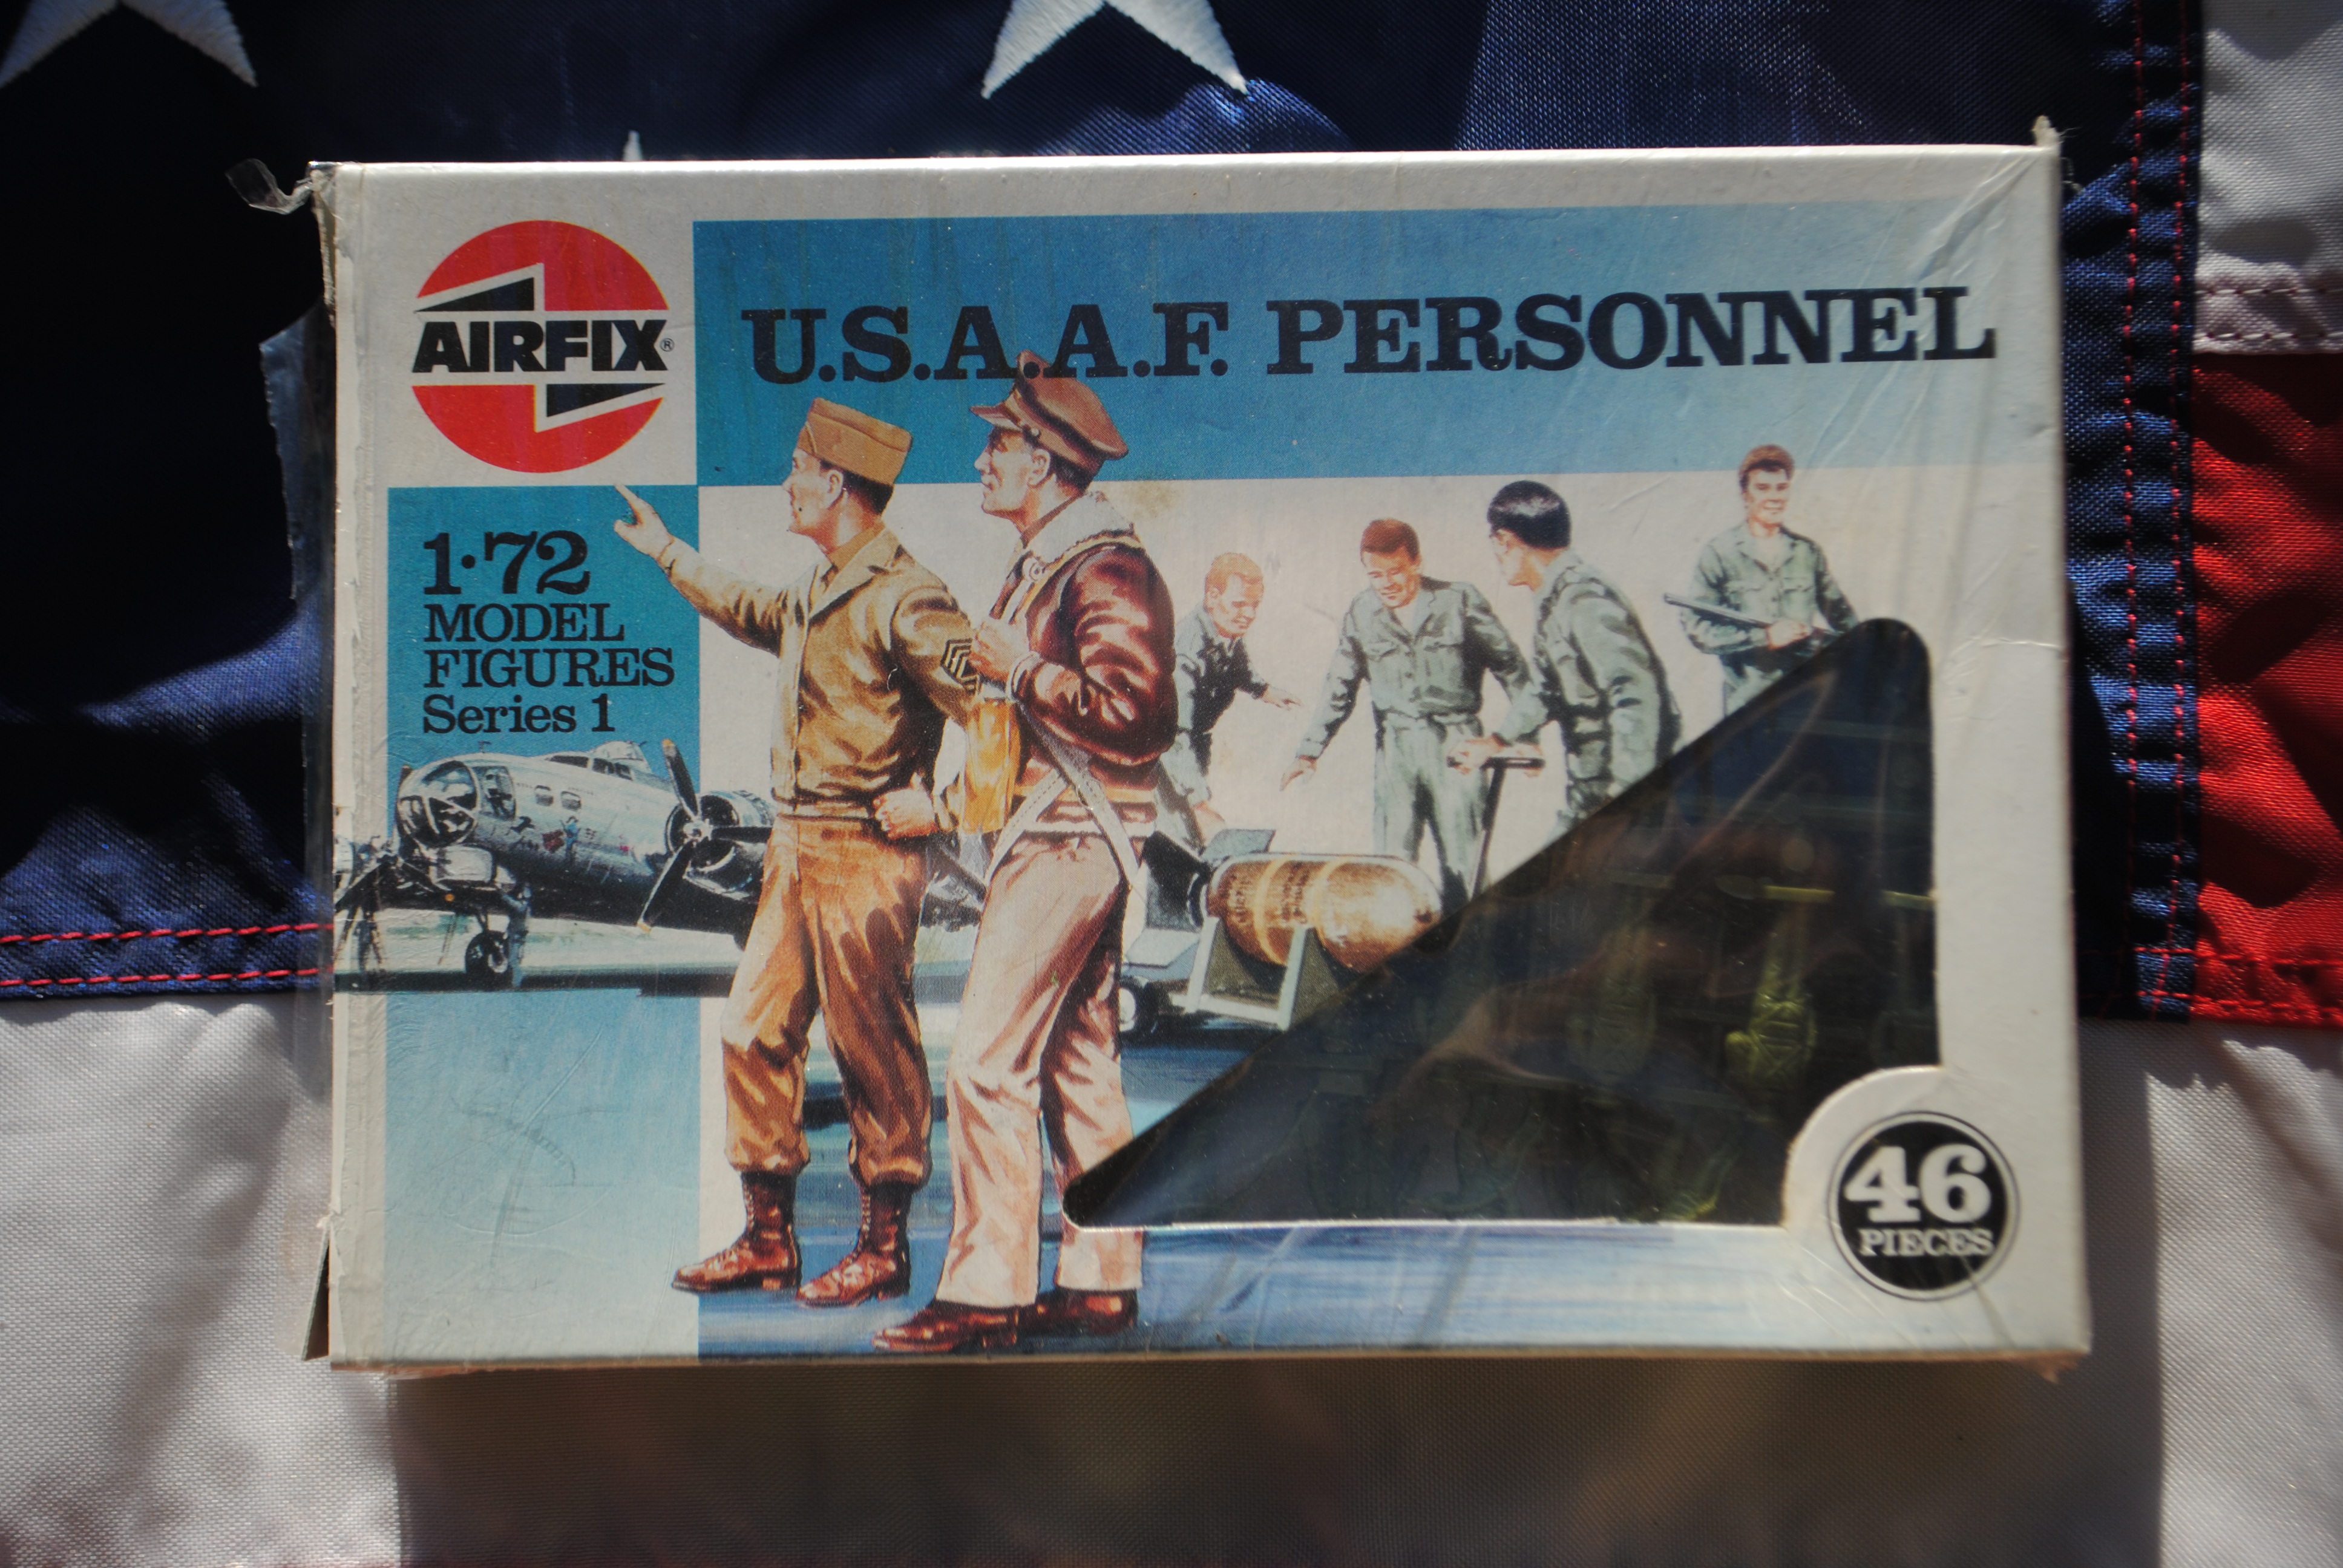 AIRFIX®
U.S.A.A.F. PERSONNEL
1·72
MODEL
FIGURES
Series 1
46
PIECES